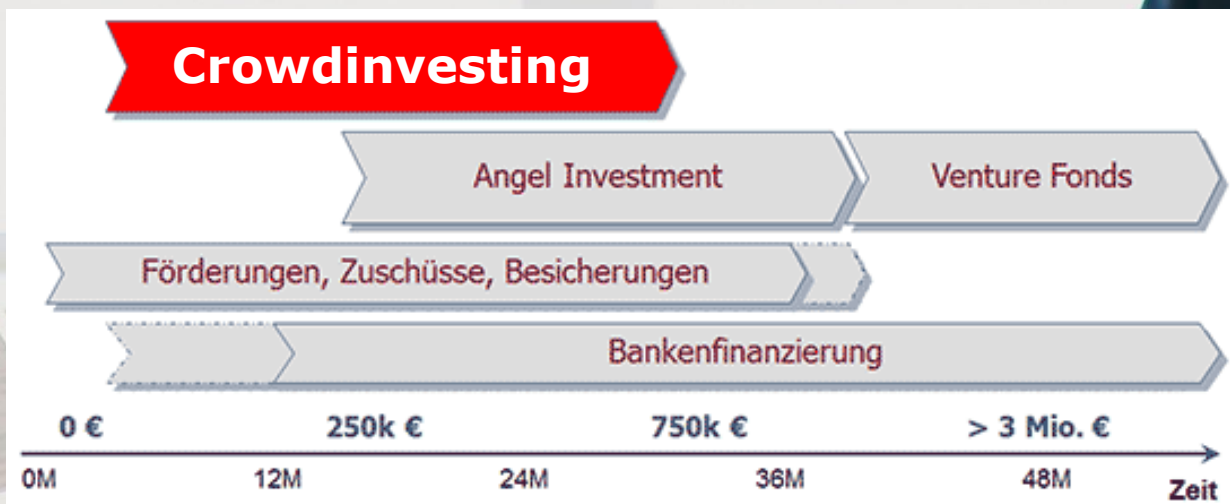 Crowdinvesting
Angel Investment
Venture Fonds
Förderungen, Zuschüsse, Besicherungen
Bankenfinanzierung
0 € 250k € 750k € > 3 Mio. €
0M 12M 24M 36M 48M Zeit